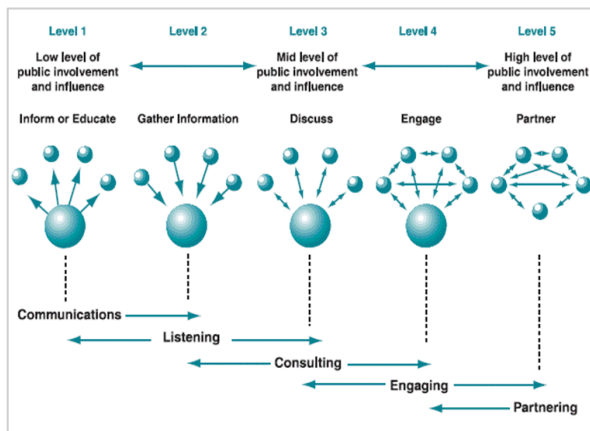 Level 1 Level 2 Level 3 Level 4 Level 5
Low level of
public involvement
and influence
Mid level of
public involvement
and influence
High level of
public involvement
and influence
Inform or Educate Gather Information Discuss Engage Partner
Communications
Listening
Consulting
Engaging
Partnering